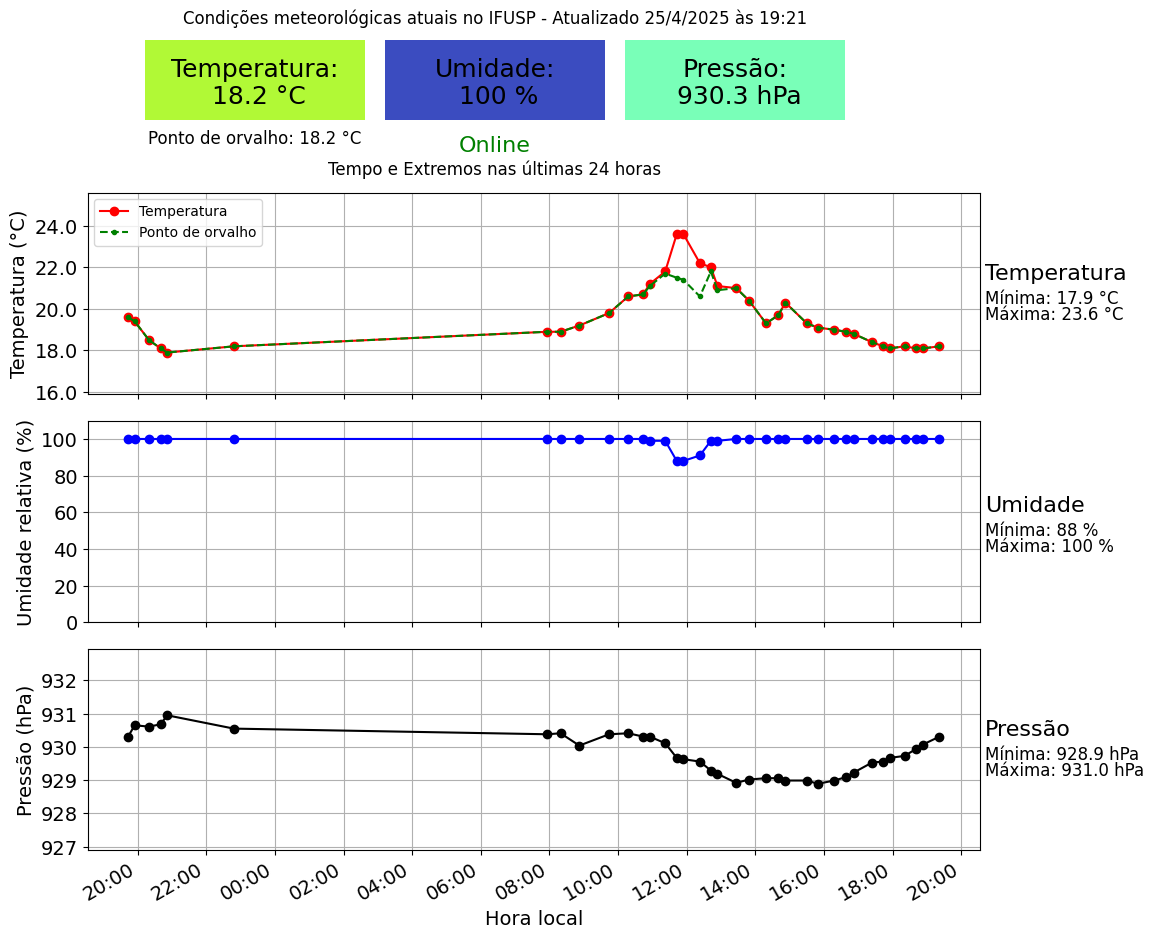 Condições meteorológicas atuais no IFUSP - Atualizado 25/4/2025 às 19:21
Temperatura:
18.2 °C
Umidade:
100 %
Pressão:
930.3 hPa
Ponto de orvalho: 18.2 °C
Online
Tempo e Extremos nas últimas 24 horas
Temperatura (°C)
24.0
22.0
20.0
18.0
16.0
Temperatura
Ponto de orvalho
Temperatura
Mínima: 17.9 °C
Máxima: 23.6 °C
Umidade relativa (%)
100
80
60
40
20
0
Umidade
Mínima: 88 %
Máxima: 100 %
Pressão (hPa)
932
931
930
929
928
927
Pressão
Mínima: 928.9 hPa
Máxima: 931.0 hPa
20:00
22:00
00:00
02:00
04:00
06:00
08:00
10:00
12:00
14:00
16:00
18:00
20:00
Hora local